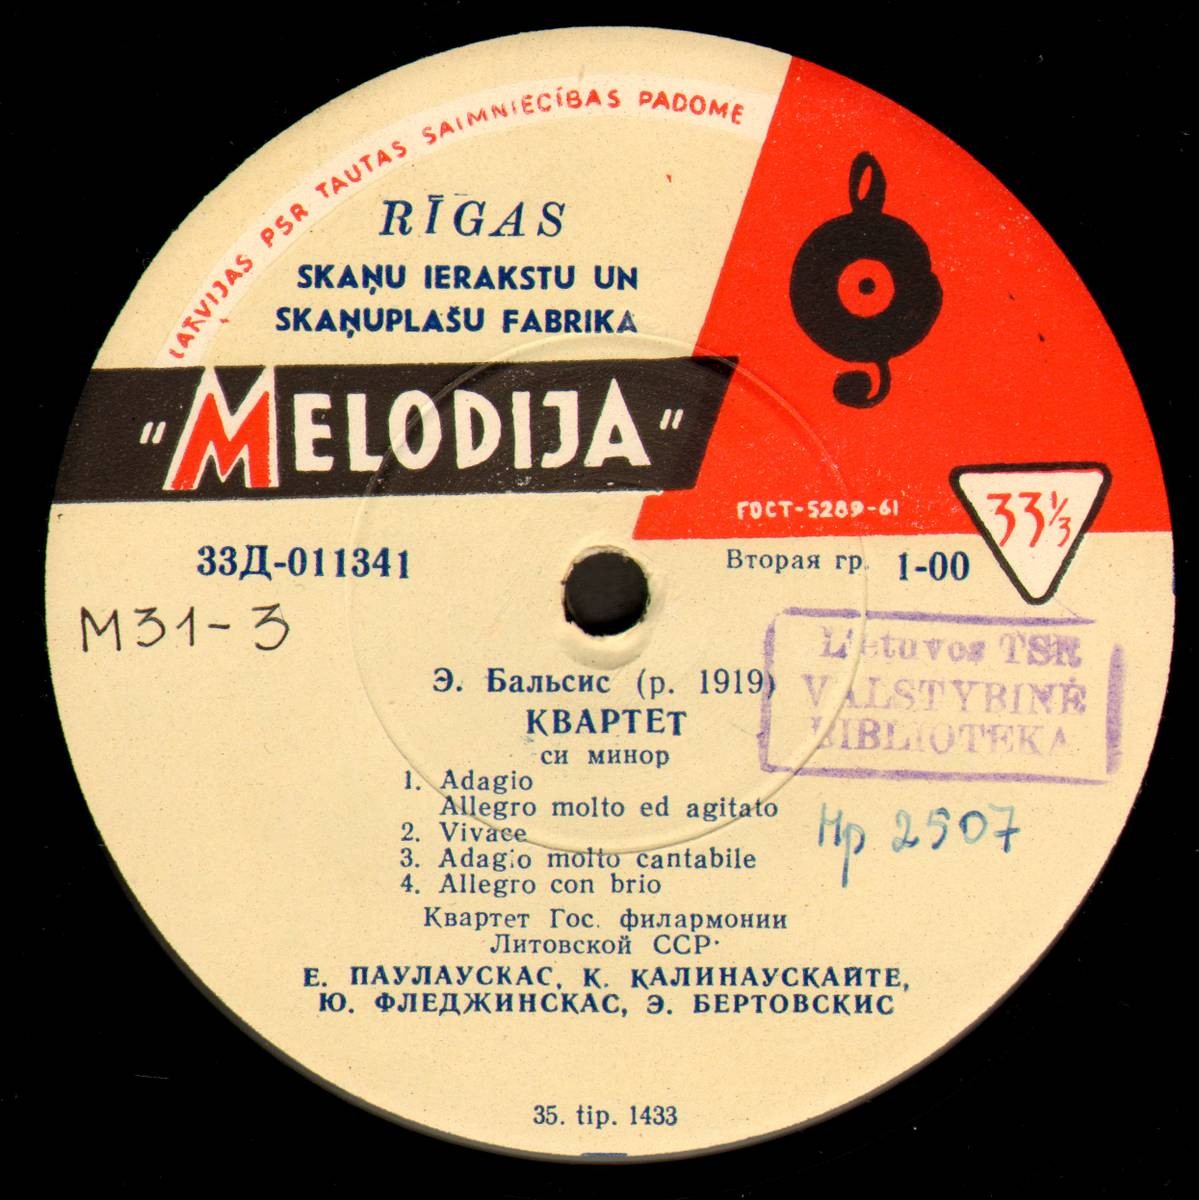 LATVIJAS PSR TAUTAS SAIMNIECĪBAS PADOME
RĪGAS
SKAŅU IERAKSTU UN
SKAŅUPLAŠU FABRIKA
"MELODIJA"
ГОСТ-5289-61
33⅓
33Д-011341
Вторая гр. 1-00
М31-3
Lietuvos TSR
VALSTYBINĖ
BIBLIOTEKA
Э. Бальсис (р. 1919)
КВАРТЕТ
си минор
1. Adagio
Allegro molto ed agitato
2. Vivace
3. Adagio molto cantabile
4. Allegro con brio
Нр 2507
Квартет Гос. филармонии
Литовской ССР·
Е. ПАУЛАУСКАС, К. КАЛИНАУСКАЙТЕ,
Ю. ФЛЕДЖИНСКАС, Э. БЕРТОВСКИС
35. tip. 1433